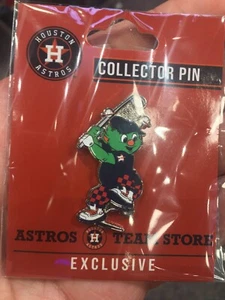 HOUSTON
ASTROS
H
COLLECTOR PIN
ASTROS H TEAM STORE
EXCLUSIVE